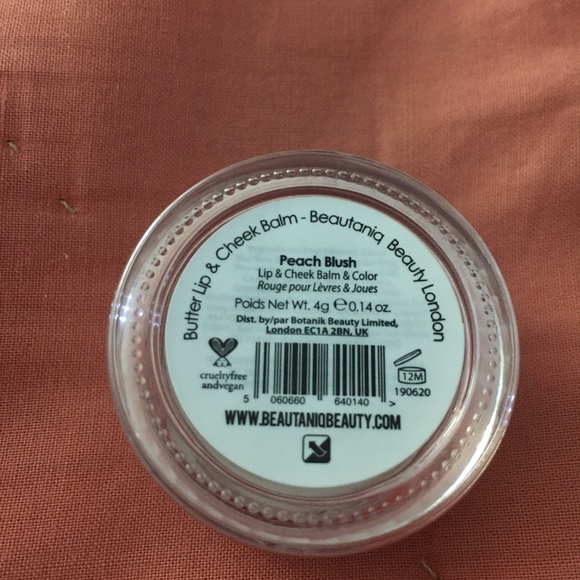 Butter Lip & Cheek Balm - Beautaniq Beauty London
Peach Blush
Lip & Cheek Balm & Color
Rouge pour Lèvres & Joues
Poids Net Wt. 4g ℮ 0.14 oz.
Dist. by/par Botanik Beauty Limited,
London EC1A 2BN, UK
crueltyfree
andvegan
12M
190620
5 060660 640140 >
WWW.BEAUTANIQBEAUTY.COM